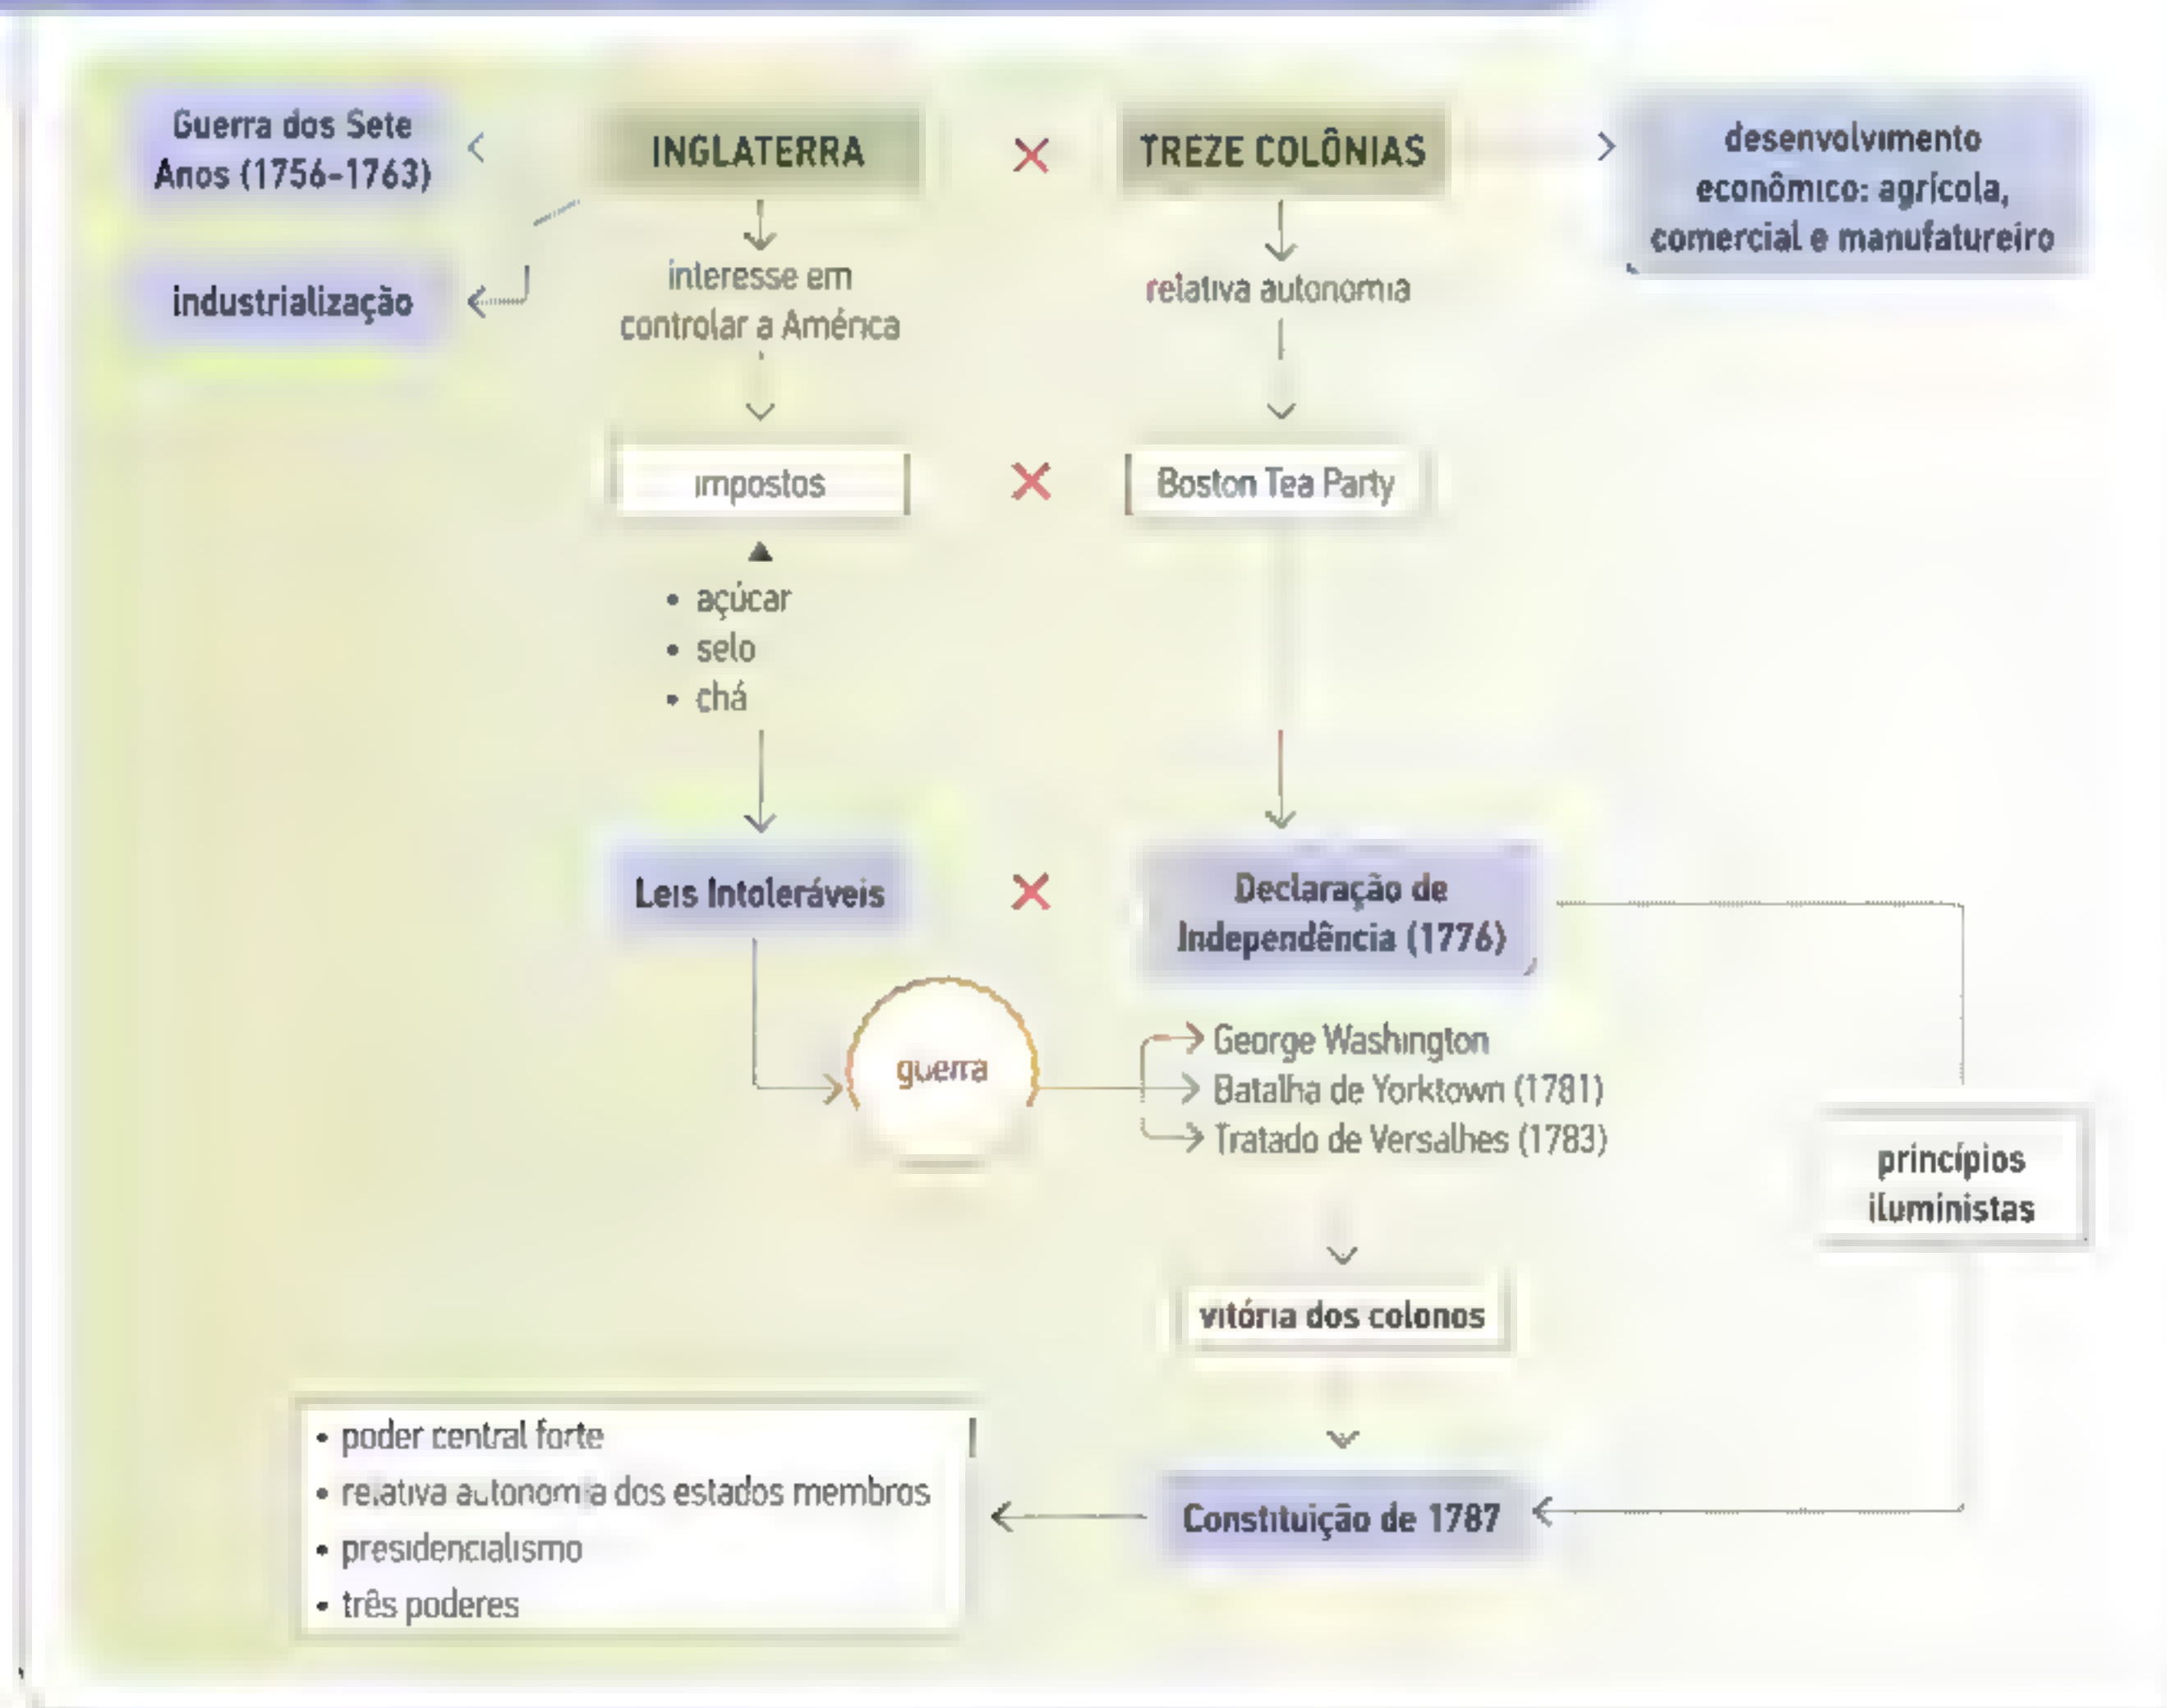 Guerra dos Sete
Anos (1756-1763)
INGLATERRA
TREZE COLÔNIAS
desenvolvimento
econômico: agrícola,
comercial e manufatureiro
industrialização
interesse em
controlar a América
relativa autonomia
impostos
Boston Tea Party
• açúcar
• selo
• chá
Leis Intoleráveis
Declaração de
Independência (1776)
guerra
George Washington
Batalha de Yorktown (1781)
Tratado de Versalhes (1783)
princípios
iluministas
vitória dos colonos
• poder central forte
• relativa autonomia dos estados membros
• presidencialismo
• três poderes
Constituição de 1787